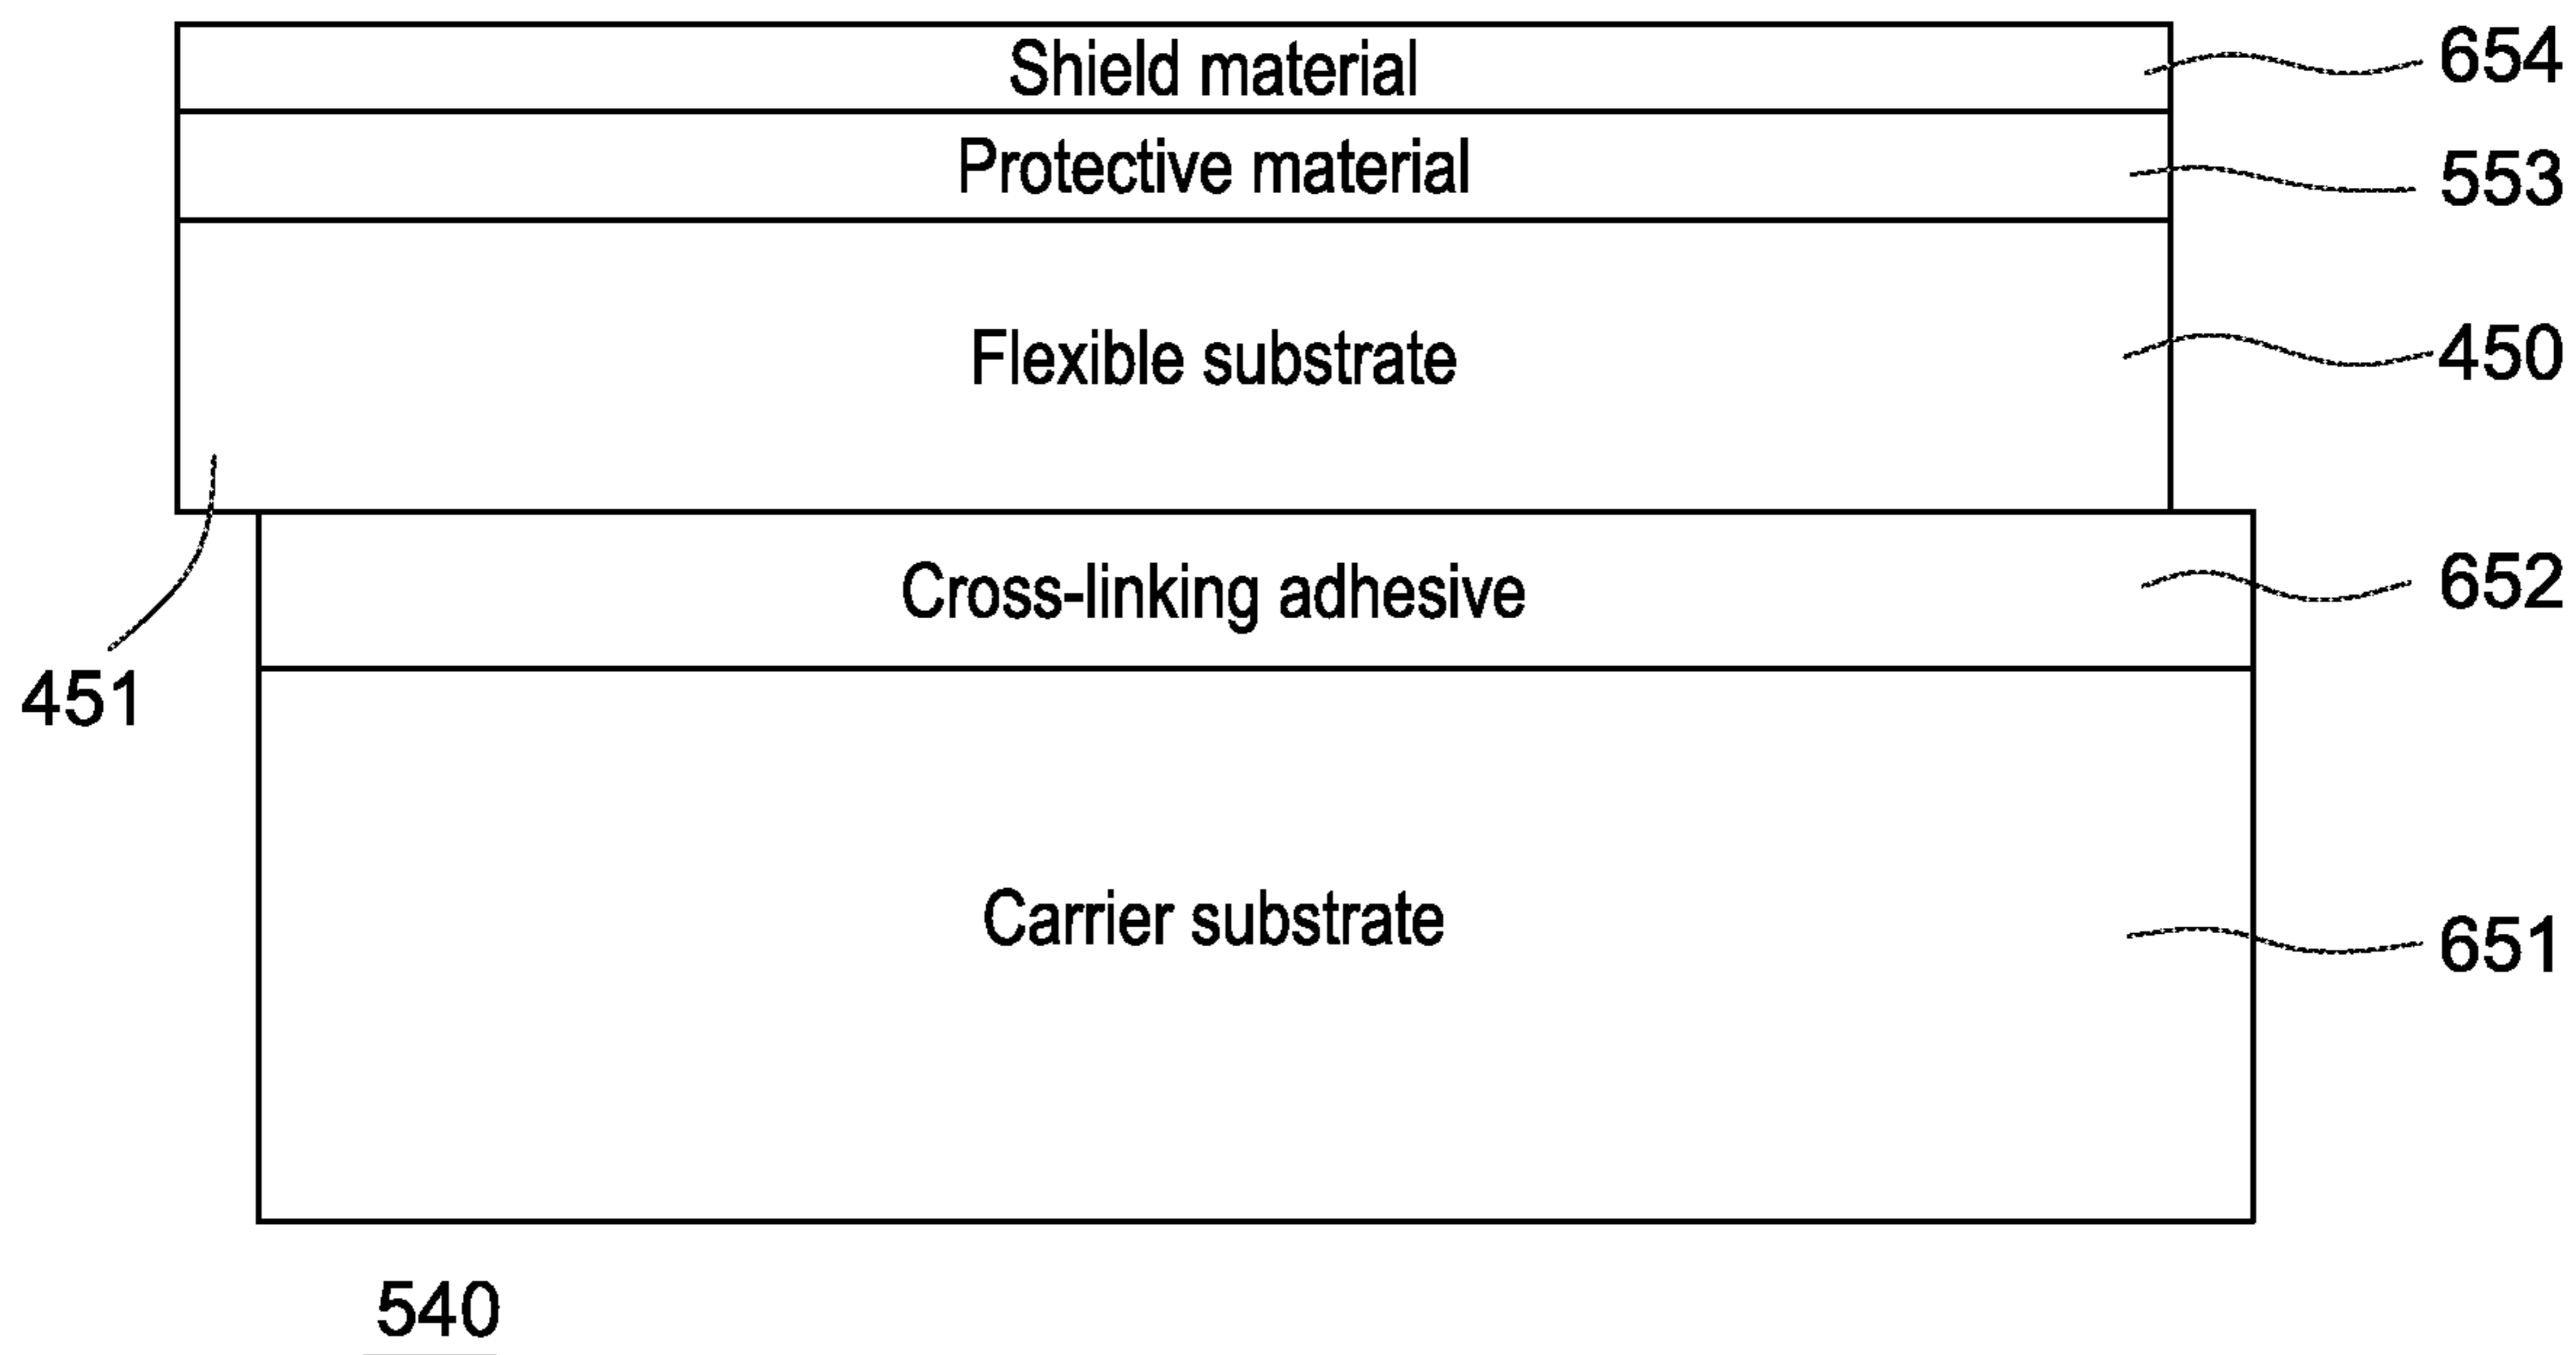 Shield material
654
Protective material
553
Flexible substrate
450
Cross-linking adhesive
652
451
Carrier substrate
651
540